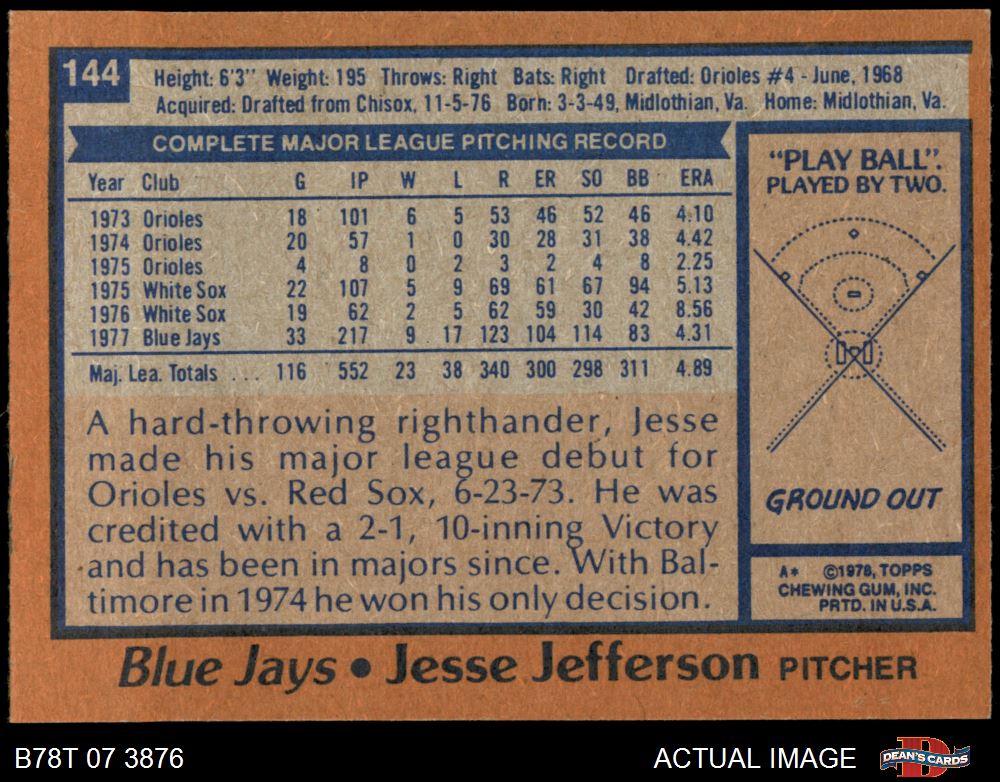 144
Height: 6'3" Weight: 195 Throws: Right Bats: Right Drafted: Orioles #4 - June, 1968
Acquired: Drafted from Chisox, 11-5-76 Born: 3-3-49, Midlothian, Va. Home: Midlothian, Va.
COMPLETE MAJOR LEAGUE PITCHING RECORD
Year Club G IP W L R ER SO BB ERA
1973 Orioles 18 101 6 5 53 46 52 46 4.10
1974 Orioles 20 57 1 0 30 28 31 38 4.42
1975 Orioles 4 8 0 2 3 2 4 8 2.25
1975 White Sox 22 107 5 9 69 61 67 94 5.13
1976 White Sox 19 62 2 5 62 59 30 42 8.56
1977 Blue Jays 33 217 9 17 123 104 114 83 4.31
Maj. Lea. Totals ... 116 552 23 38 340 300 298 311 4.89
A hard-throwing righthander, Jesse
made his major league debut for
Orioles vs. Red Sox, 6-23-73. He was
credited with a 2-1, 10-inning Victory
and has been in majors since. With Bal-
timore in 1974 he won his only decision.
"PLAY BALL".
PLAYED BY TWO.
GROUND OUT
A* ©1978, TOPPS
CHEWING GUM, INC.
PRTD. IN U.S.A.
Blue Jays • Jesse Jefferson PITCHER
B78T 07 3876
ACTUAL IMAGE
DEAN'S CARDS